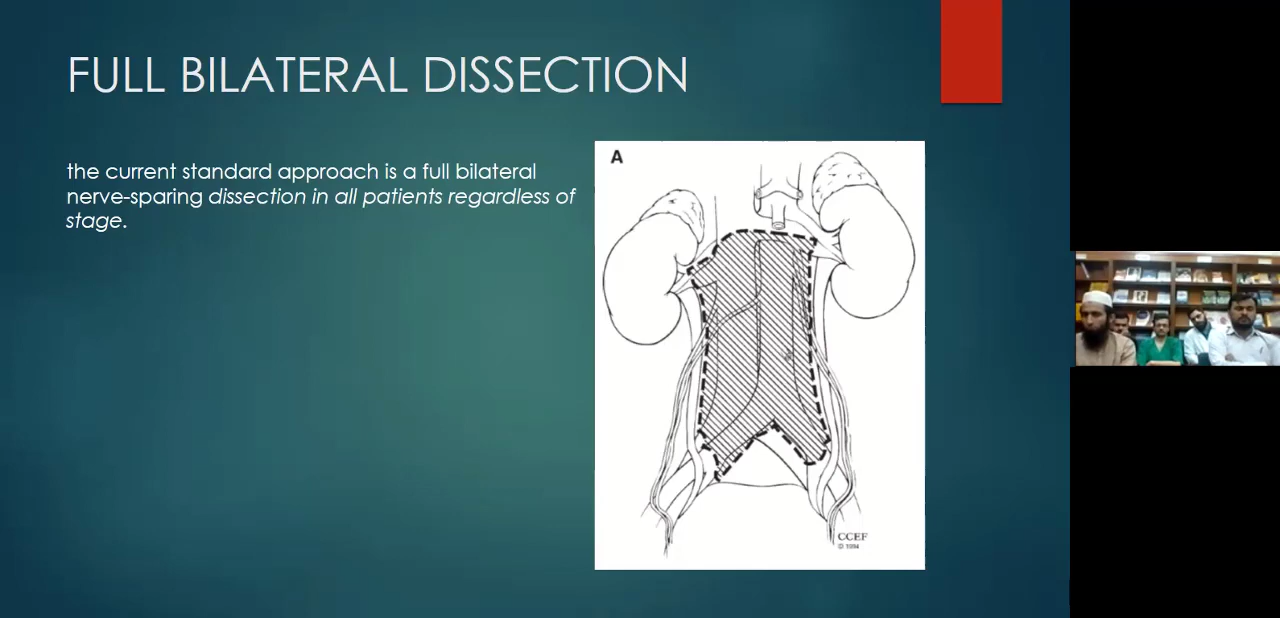 FULL BILATERAL DISSECTION
the current standard approach is a full bilateral
nerve-sparing dissection in all patients regardless of
stage.
A
CCEF
© 1994